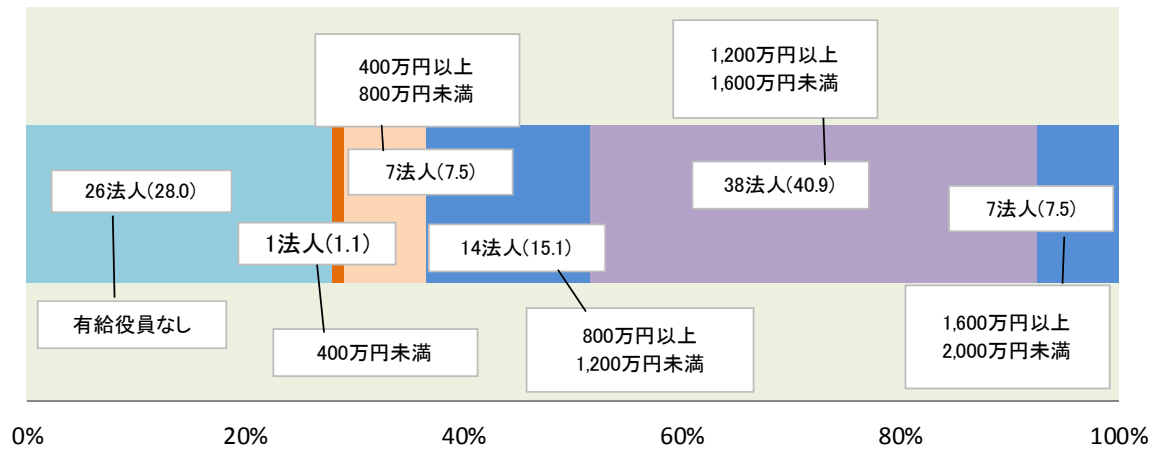 400万円以上
800万円未満
1,200万円以上
1,600万円未満
26法人(28.0)
1法人(1.1)
7法人(7.5)
14法人(15.1)
38法人(40.9)
7法人(7.5)
有給役員なし
400万円未満
800万円以上
1,200万円未満
1,600万円以上
2,000万円未満
0%
20%
40%
60%
80%
100%